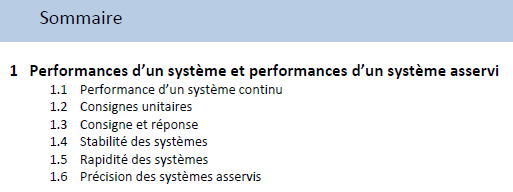 Sommaire
1 Performances d’un système et performances d’un système asservi
1.1 Performance d’un système continu
1.2 Consignes unitaires
1.3 Consigne et réponse
1.4 Stabilité des systèmes
1.5 Rapidité des systèmes
1.6 Précision des systèmes asservis